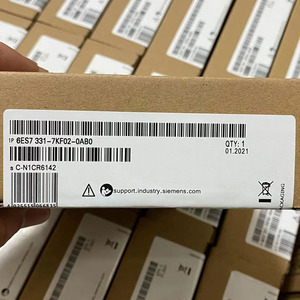 1P 6ES7 331-7KF02-0AB0
QTY: 1
01.2021
S C-N1CR6142
support.industry.siemens.com